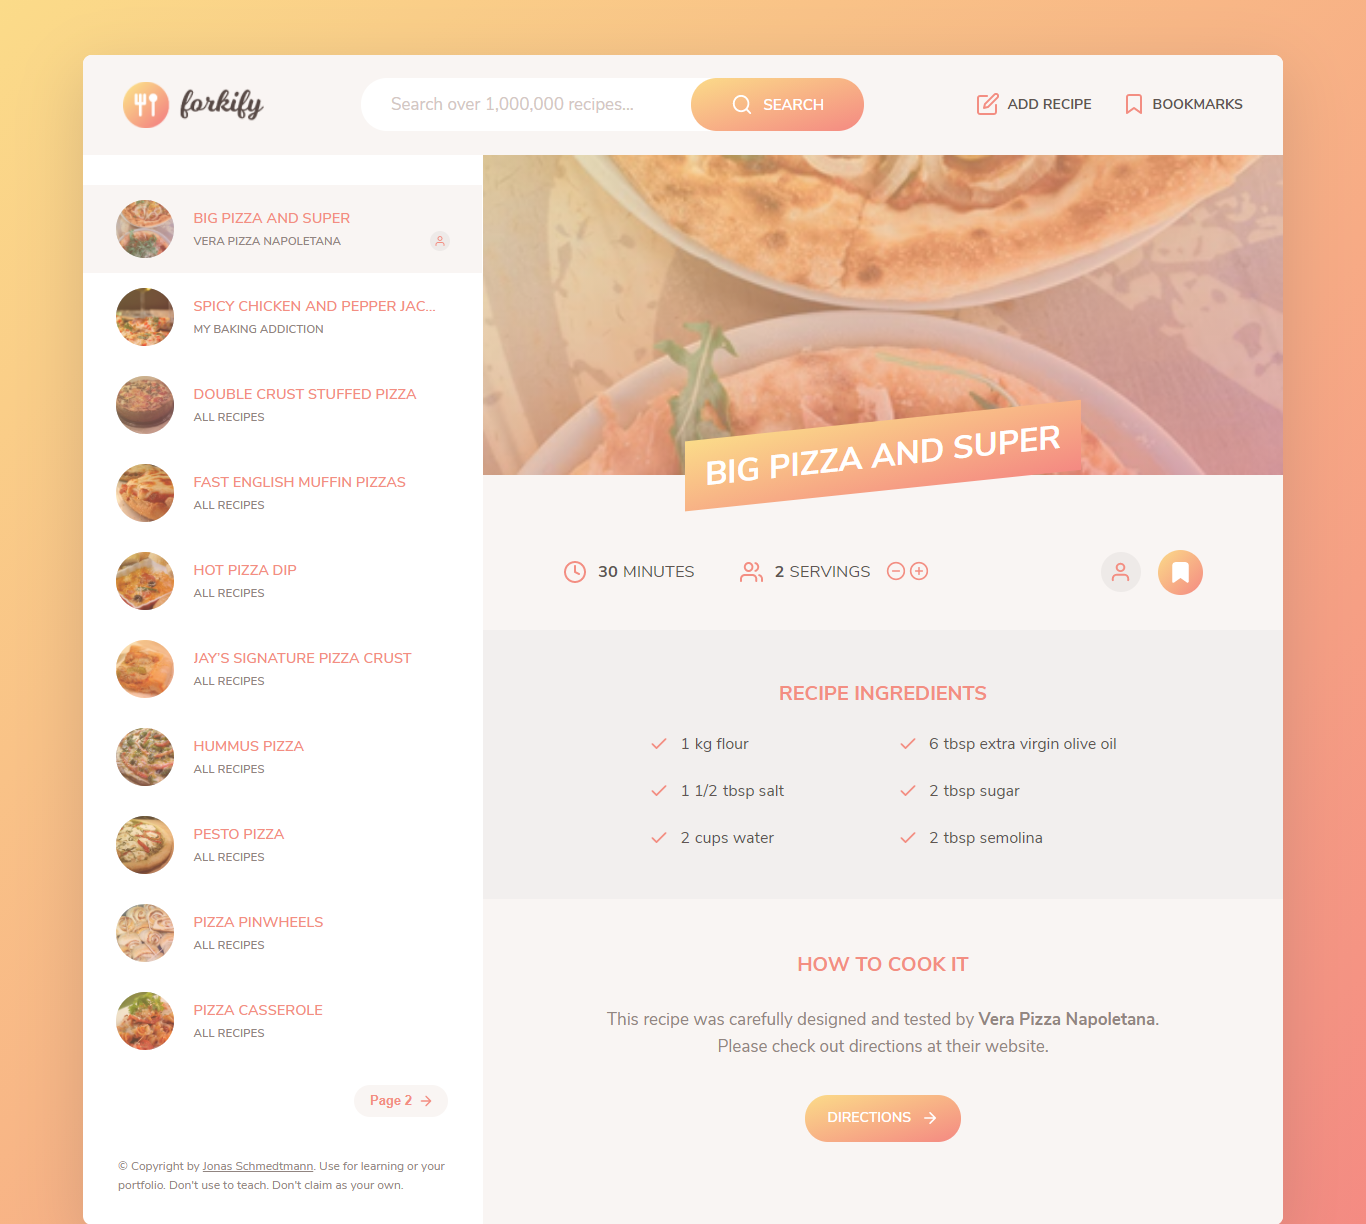 forkify
Search over 1,000,000 recipes...
SEARCH
ADD RECIPE
BOOKMARKS
BIG PIZZA AND SUPER
VERA PIZZA NAPOLETANA
SPICY CHICKEN AND PEPPER JAC...
MY BAKING ADDICTION
DOUBLE CRUST STUFFED PIZZA
ALL RECIPES
FAST ENGLISH MUFFIN PIZZAS
ALL RECIPES
HOT PIZZA DIP
ALL RECIPES
JAY'S SIGNATURE PIZZA CRUST
ALL RECIPES
HUMMUS PIZZA
ALL RECIPES
PESTO PIZZA
ALL RECIPES
PIZZA PINWHEELS
ALL RECIPES
PIZZA CASSEROLE
ALL RECIPES
Page 2
© Copyright by Jonas Schmedtmann. Use for learning or your
portfolio. Don't use to teach. Don't claim as your own.
BIG PIZZA AND SUPER
30 MINUTES
2 SERVINGS
RECIPE INGREDIENTS
1 kg flour
6 tbsp extra virgin olive oil
1 1/2 tbsp salt
2 tbsp sugar
2 cups water
2 tbsp semolina
HOW TO COOK IT
This recipe was carefully designed and tested by Vera Pizza Napoletana.
Please check out directions at their website.
DIRECTIONS